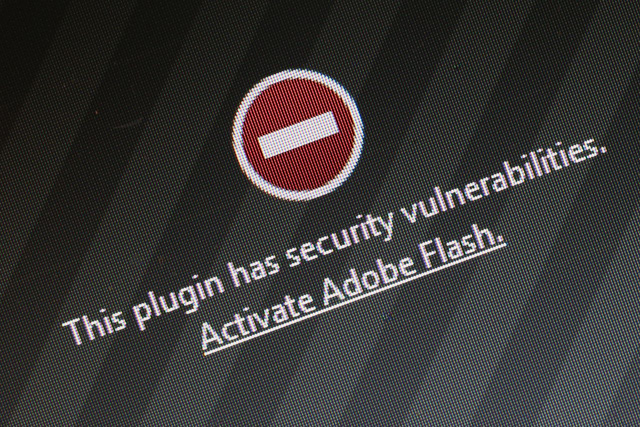 This plugin has security vulnerabilities.
Activate Adobe Flash.